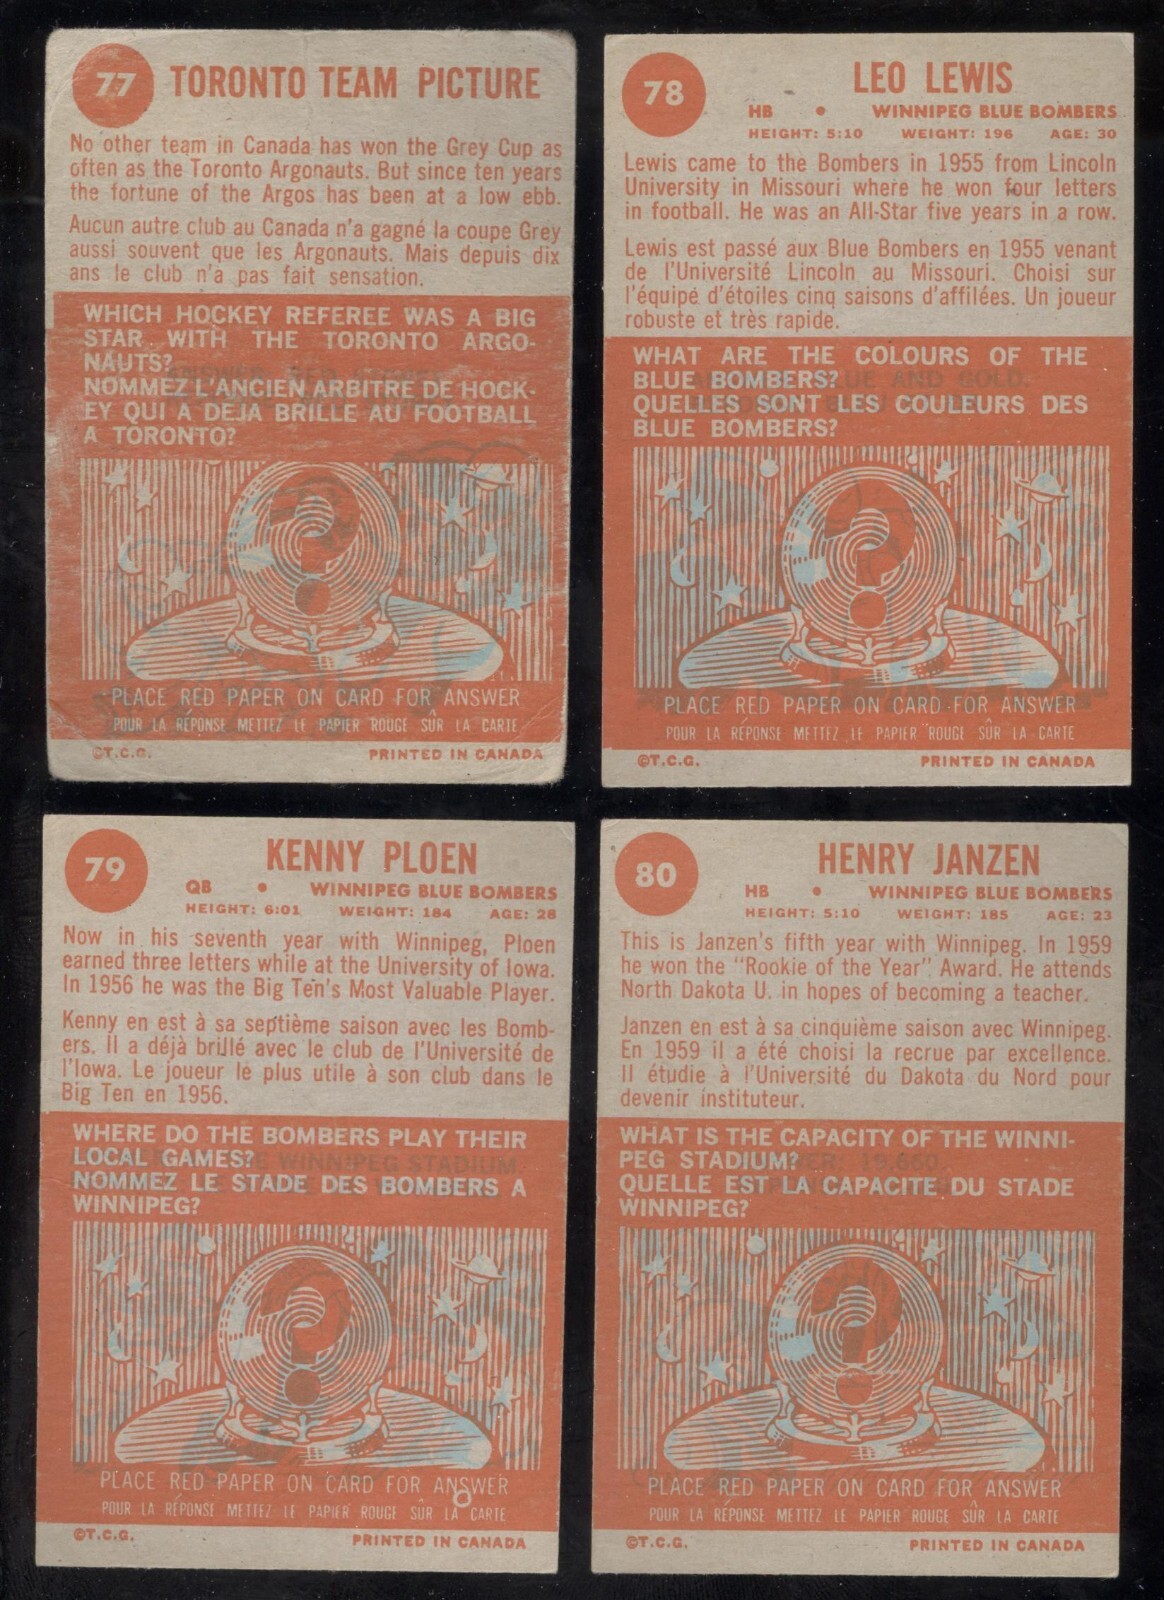 77
TORONTO TEAM PICTURE
No other team in Canada has won the Grey Cup as
often as the Toronto Argonauts. But since ten years
the fortune of the Argos has been at a low ebb.
Aucun autre club au Canada n'a gagné la coupe Grey
aussi souvent que les Argonauts. Mais depuis dix
ans le club n'a pas fait sensation.
WHICH HOCKEY REFEREE WAS A BIG
STAR WITH THE TORONTO ARGO-
NAUTS?
NOMMEZ L'ANCIEN ARBITRE DE HOCK-
EY QUI A DEJA BRILLE AU FOOTBALL
A TORONTO?
PLACE RED PAPER ON CARD FOR ANSWER
POUR LA RÉPONSE METTEZ LE PAPIER ROUGE SÛR LA CARTE
©T.C.G. PRINTED IN CANADA
78
LEO LEWIS
HB • WINNIPEG BLUE BOMBERS
HEIGHT: 5:10 WEIGHT: 196 AGE: 30
Lewis came to the Bombers in 1955 from Lincoln
University in Missouri where he won four letters
in football. He was an All-Star five years in a row.
Lewis est passé aux Blue Bombers en 1955 venant
de l'Université Lincoln au Missouri. Choisi sur
l'équipe d'étoiles cinq saisons d'affilées. Un joueur
robuste et très rapide.
WHAT ARE THE COLOURS OF THE
BLUE BOMBERS?
BLUE AND GOLD.
QUELLES SONT LES COULEURS DES
BLUE BOMBERS?
PLACE RED PAPER ON CARD FOR ANSWER
POUR LA RÉPONSE METTEZ LE PAPIER ROUGE SÛR LA CARTE
©T.C.G. PRINTED IN CANADA
79
KENNY PLOEN
QB • WINNIPEG BLUE BOMBERS
HEIGHT: 6:01 WEIGHT: 184 AGE: 28
Now in his seventh year with Winnipeg, Ploen
earned three letters while at the University of Iowa.
In 1956 he was the Big Ten's Most Valuable Player.
Kenny en est à sa septième saison avec les Bomb-
ers. Il a déjà brillé avec le club de l'Université de
l'Iowa. Le joueur le plus utile à son club dans le
Big Ten en 1956.
WHERE DO THE BOMBERS PLAY THEIR
LOCAL GAMES?
WINNIPEG STADIUM
NOMMEZ LE STADE DES BOMBERS A
WINNIPEG?
PLACE RED PAPER ON CARD FOR ANSWER
POUR LA RÉPONSE METTEZ LE PAPIER ROUGE SÛR LA CARTE
©T.C.G. PRINTED IN CANADA
80
HENRY JANZEN
HB • WINNIPEG BLUE BOMBERS
HEIGHT: 5:10 WEIGHT: 185 AGE: 23
This is Janzen's fifth year with Winnipeg. In 1959
he won the "Rookie of the Year" Award. He attends
North Dakota U. in hopes of becoming a teacher.
Janzen en est à sa cinquième saison avec Winnipeg.
En 1959 il a été choisi la recrue par excellence.
Il étudie à l'Université du Dakota du Nord pour
devenir instituteur.
WHAT IS THE CAPACITY OF THE WINNI-
PEG STADIUM?
QUELLE EST LA CAPACITE DU STADE
WINNIPEG?
PLACE RED PAPER ON CARD FOR ANSWER
POUR LA RÉPONSE METTEZ LE PAPIER ROUGE SÛR LA CARTE
©T.C.G. PRINTED IN CANADA